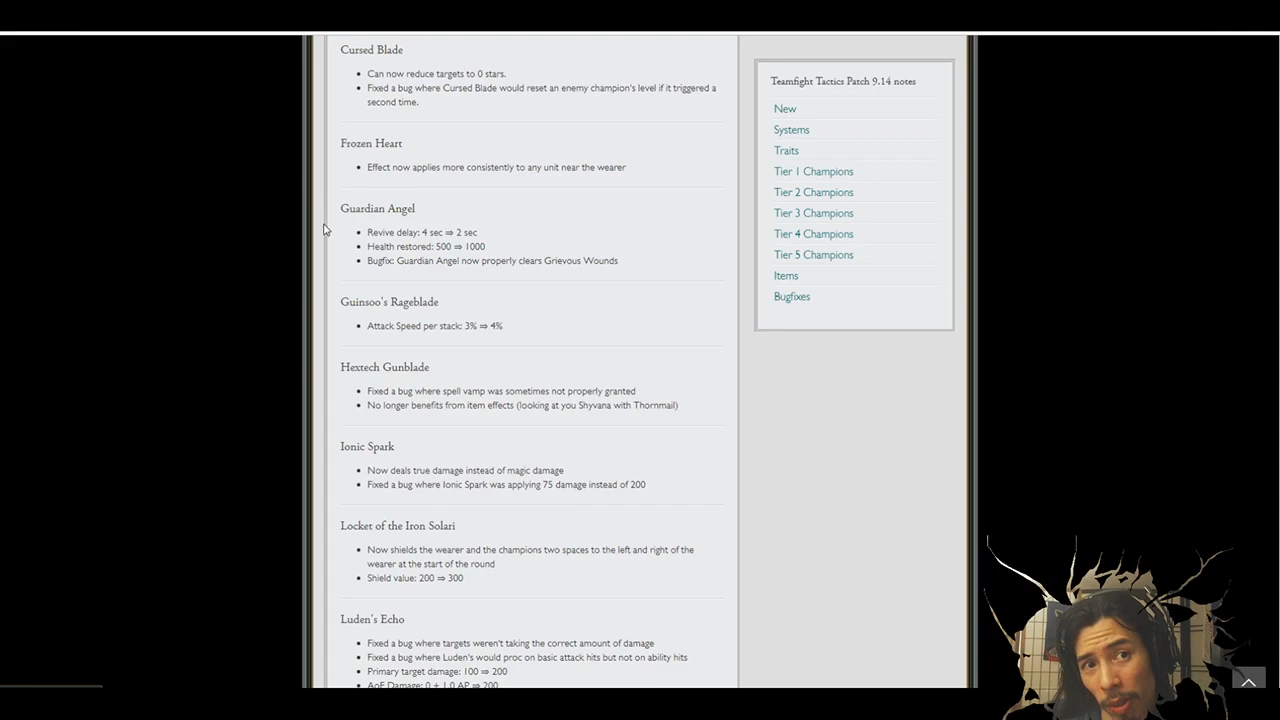 Cursed Blade
Can now reduce targets to 0 stars.
Fixed a bug where Cursed Blade would reset an enemy champion's level if it triggered a
second time.
Frozen Heart
Effect now applies more consistently to any unit near the wearer
Guardian Angel
Revive delay: 4 sec ⇒ 2 sec
Health restored: 500 ⇒ 1000
Bugfix: Guardian Angel now properly clears Grievous Wounds
Guinsoo's Rageblade
Attack Speed per stack: 3% ⇒ 4%
Hextech Gunblade
Fixed a bug where spell vamp was sometimes not properly granted
No longer benefits from item effects (looking at you Shyvana with Thornmail)
Ionic Spark
Now deals true damage instead of magic damage
Fixed a bug where Ionic Spark was applying 75 damage instead of 200
Locket of the Iron Solari
Now shields the wearer and the champions two spaces to the left and right of the
wearer at the start of the round
Shield value: 200 ⇒ 300
Luden's Echo
Fixed a bug where targets weren't taking the correct amount of damage
Fixed a bug where Luden's would proc on basic attack hits but not on ability hits
Primary target damage: 100 ⇒ 200
AoE Damage: 0 + 1.0 AP ⇒ 200
Teamfight Tactics Patch 9.14 notes
New
Systems
Traits
Tier 1 Champions
Tier 2 Champions
Tier 3 Champions
Tier 4 Champions
Tier 5 Champions
Items
Bugfixes